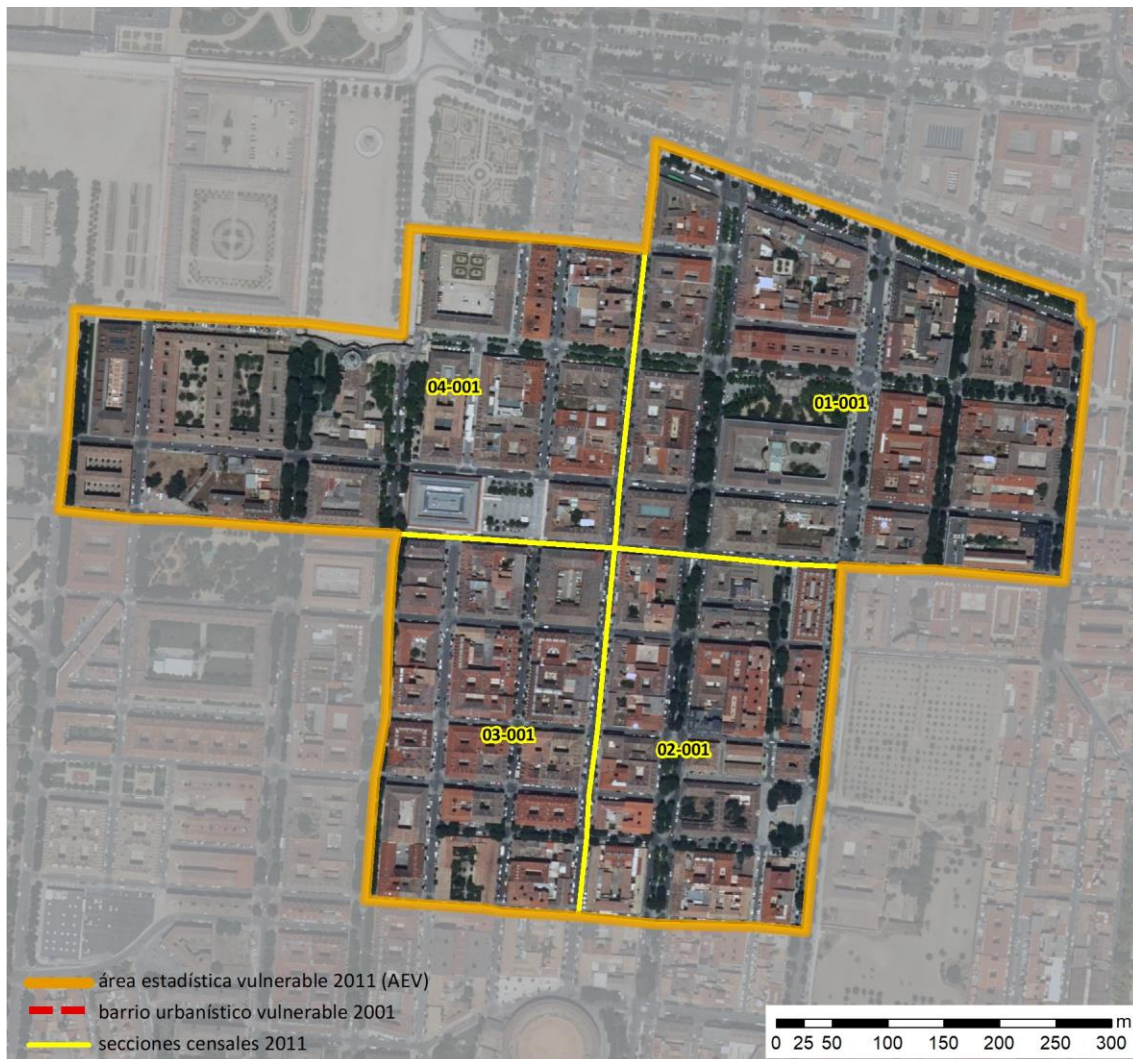 04-001
01-001
03-001
02-001
área estadística vulnerable 2011 (AEV)
barrio urbanístico vulnerable 2001
secciones censales 2011
m
0 25 50 100 150 200 250 300